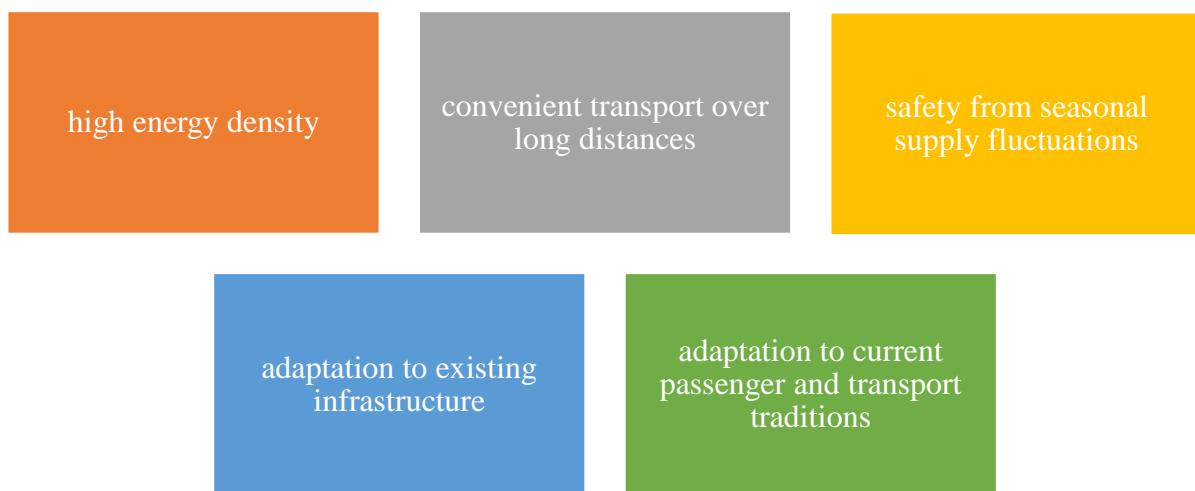 high energy density
convenient transport over
long distances
safety from seasonal
supply fluctuations
adaptation to existing
infrastructure
adaptation to current
passenger and transport
traditions